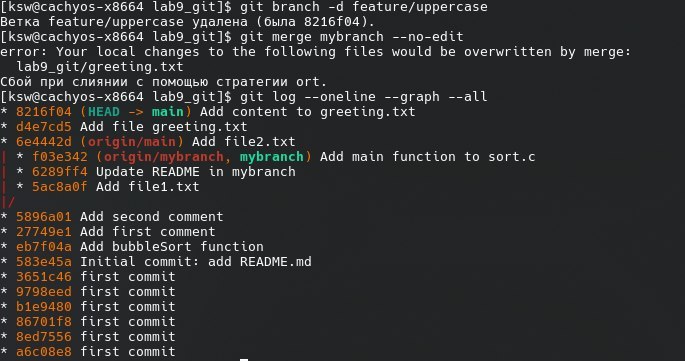 [ksw@cachyos-x8664 lab9_git]$ git branch -d feature/uppercase
Ветка feature/uppercase удалена (была 8216f04).
[ksw@cachyos-x8664 lab9_git]$ git merge mybranch --no-edit
error: Your local changes to the following files would be overwritten by merge:
  lab9_git/greeting.txt
Сбой при слиянии с помощью стратегии ort.
[ksw@cachyos-x8664 lab9_git]$ git log --oneline --graph --all
* 8216f04 (HEAD -> main) Add content to greeting.txt
* d4e7cd5 Add file greeting.txt
* 6e4442d (origin/main) Add file2.txt
| * f03e342 (origin/mybranch, mybranch) Add main function to sort.c
| * 6289ff4 Update README in mybranch
| * 5ac8a0f Add file1.txt
|/
* 5896a01 Add second comment
* 27749e1 Add first comment
* eb7f04a Add bubbleSort function
* 583e45a Initial commit: add README.md
* 3651c46 first commit
* 9798eed first commit
* b1e9480 first commit
* 86701f8 first commit
* 8ed7556 first commit
* a6c08e8 first commit